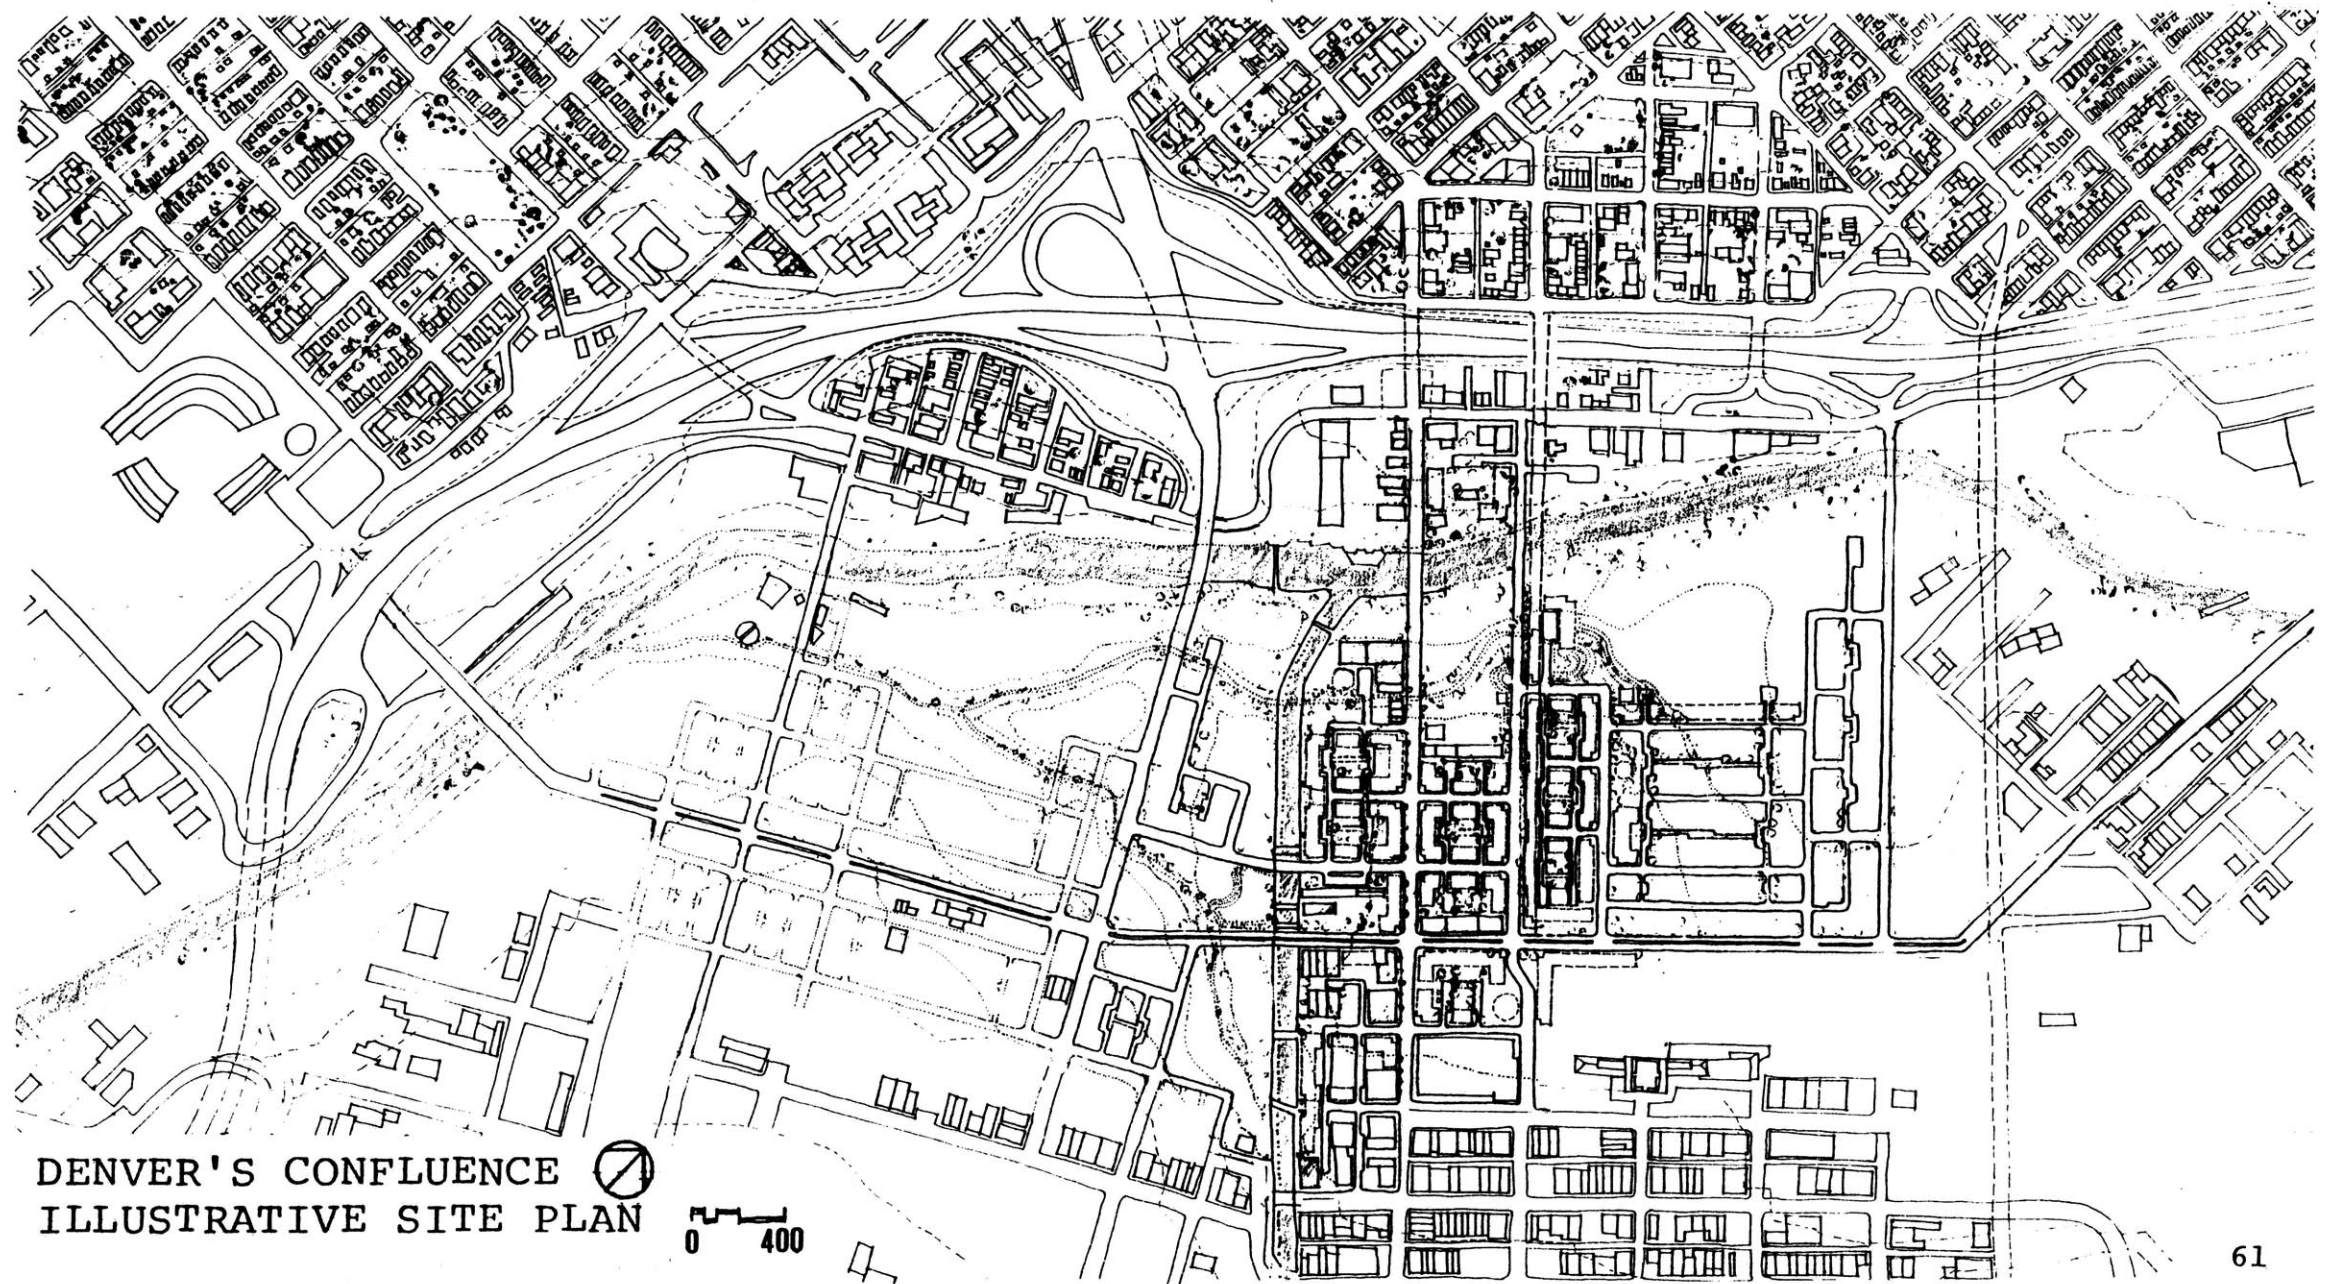 DENVER'S CONFLUENCE
ILLUSTRATIVE SITE PLAN
0 400
61